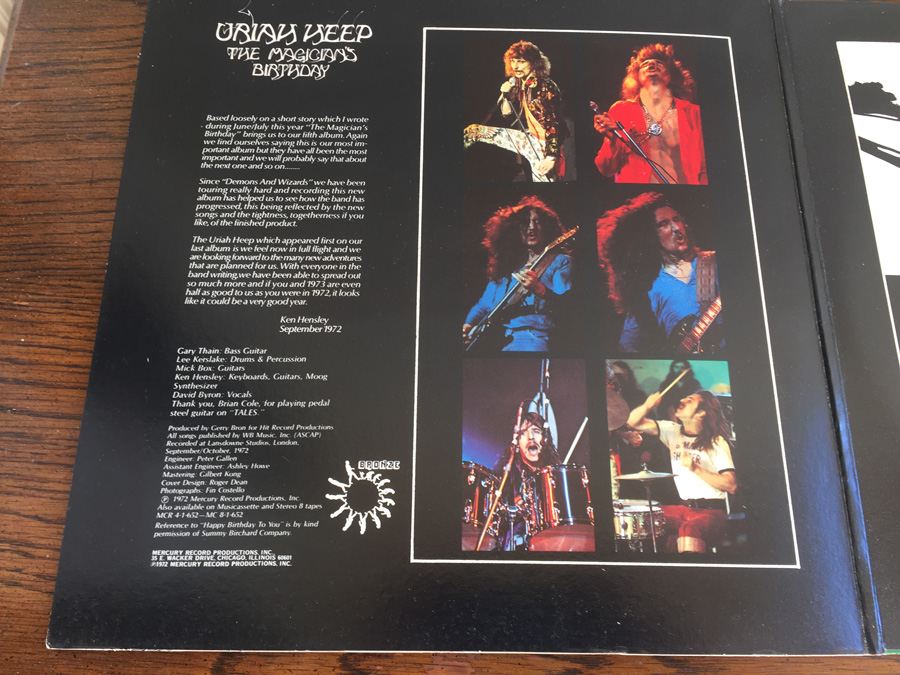 URIAH HEEP
THE MAGICIAN'S
BIRTHDAY
Based loosely on a short story which I wrote
during June/July this year "The Magician's
Birthday" brings us to our fifth album. Again
we find ourselves saying this is our most im-
portant album but they have all been the most
important and we will probably say that about
the next one and so on.......
Since "Demons And Wizards" we have been
touring really hard and recording this new
album has helped us to see how the band has
progressed, this being reflected by the new
songs and the tightness, togetherness if you
like, of the finished product.
The Uriah Heep which appeared first on our
last album is we feel now in full flight and we
are looking forward to the many new adventures
that are planned for us. With everyone in the
band writing, we have been able to spread out
so much more and if you and 1973 are even
half as good to us as you were in 1972, it looks
like it could be a very good year.
Ken Hensley
September 1972
Gary Thain: Bass Guitar
Lee Kerslake: Drums & Percussion
Mick Box: Guitars
Ken Hensley: Keyboards, Guitars, Moog
Synthesizer
David Byron: Vocals
Thank you, Brian Cole, for playing pedal
steel guitar on "TALES."
Produced by Gerry Bron for Hit Record Productions
All songs published by WB Music, Inc. (ASCAP)
Recorded at Lansdowne Studios, London,
September/October, 1972
Engineer: Peter Gallen
Assistant Engineer: Ashley Howe
Mastering: Gilbert Kong
Cover Design: Roger Dean
Photographs: Fin Costello
℗ 1972 Mercury Record Productions, Inc.
Also available on Musicassette and Stereo 8 tapes
MCR 4-1-652—MC 8-1-652
Reference to "Happy Birthday To You" is by kind
permission of Summy Birchard Company.
BRONZE
MERCURY RECORD PRODUCTIONS, INC.
35 E. WACKER DRIVE, CHICAGO, ILLINOIS 60601
℗1972 MERCURY RECORD PRODUCTIONS, INC.